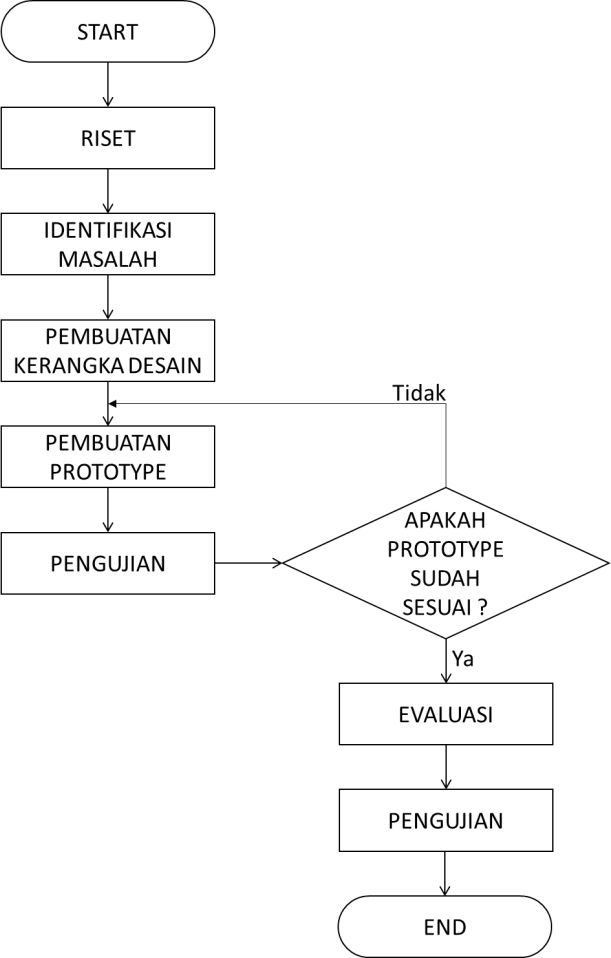 START
RISET
IDENTIFIKASI
MASALAH
PEMBUATAN
KERANGKA DESAIN
Tidak
PEMBUATAN
PROTOTYPE
PENGUJIAN
APAKAH
PROTOTYPE
SUDAH
SESUAI ?
Ya
EVALUASI
PENGUJIAN
END